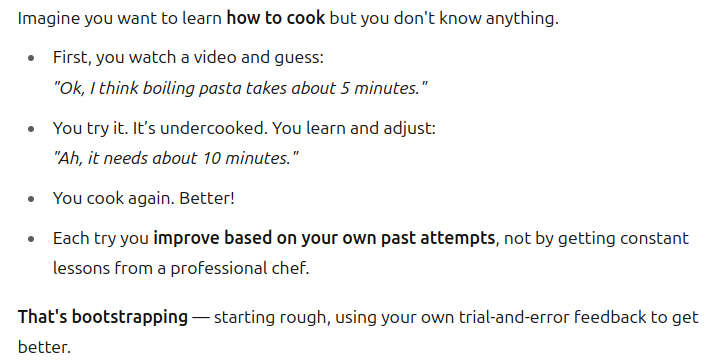 Imagine you want to learn how to cook but you don't know anything.
First, you watch a video and guess:
"Ok, I think boiling pasta takes about 5 minutes."
You try it. It’s undercooked. You learn and adjust:
"Ah, it needs about 10 minutes."
You cook again. Better!
Each try you improve based on your own past attempts, not by getting constant
lessons from a professional chef.
That's bootstrapping — starting rough, using your own trial-and-error feedback to get
better.